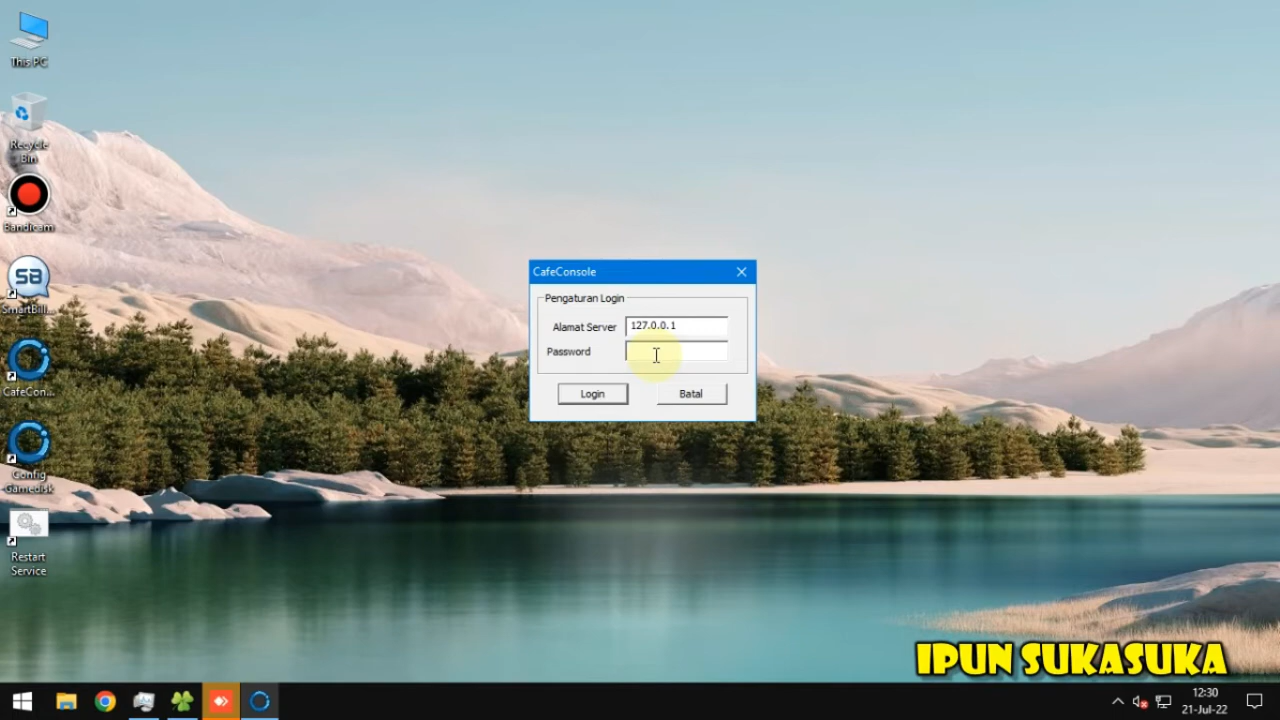 This PC
Recycle
Bin
Bandicam
SB
SmartBill...
CafeCon...
Config
Gamedisk
Restart
Service
CafeConsole
Pengaturan Login
Alamat Server 127.0.0.1
Password
Login Batal
IPUN SUKASUKA
12:30
21-Jul-22